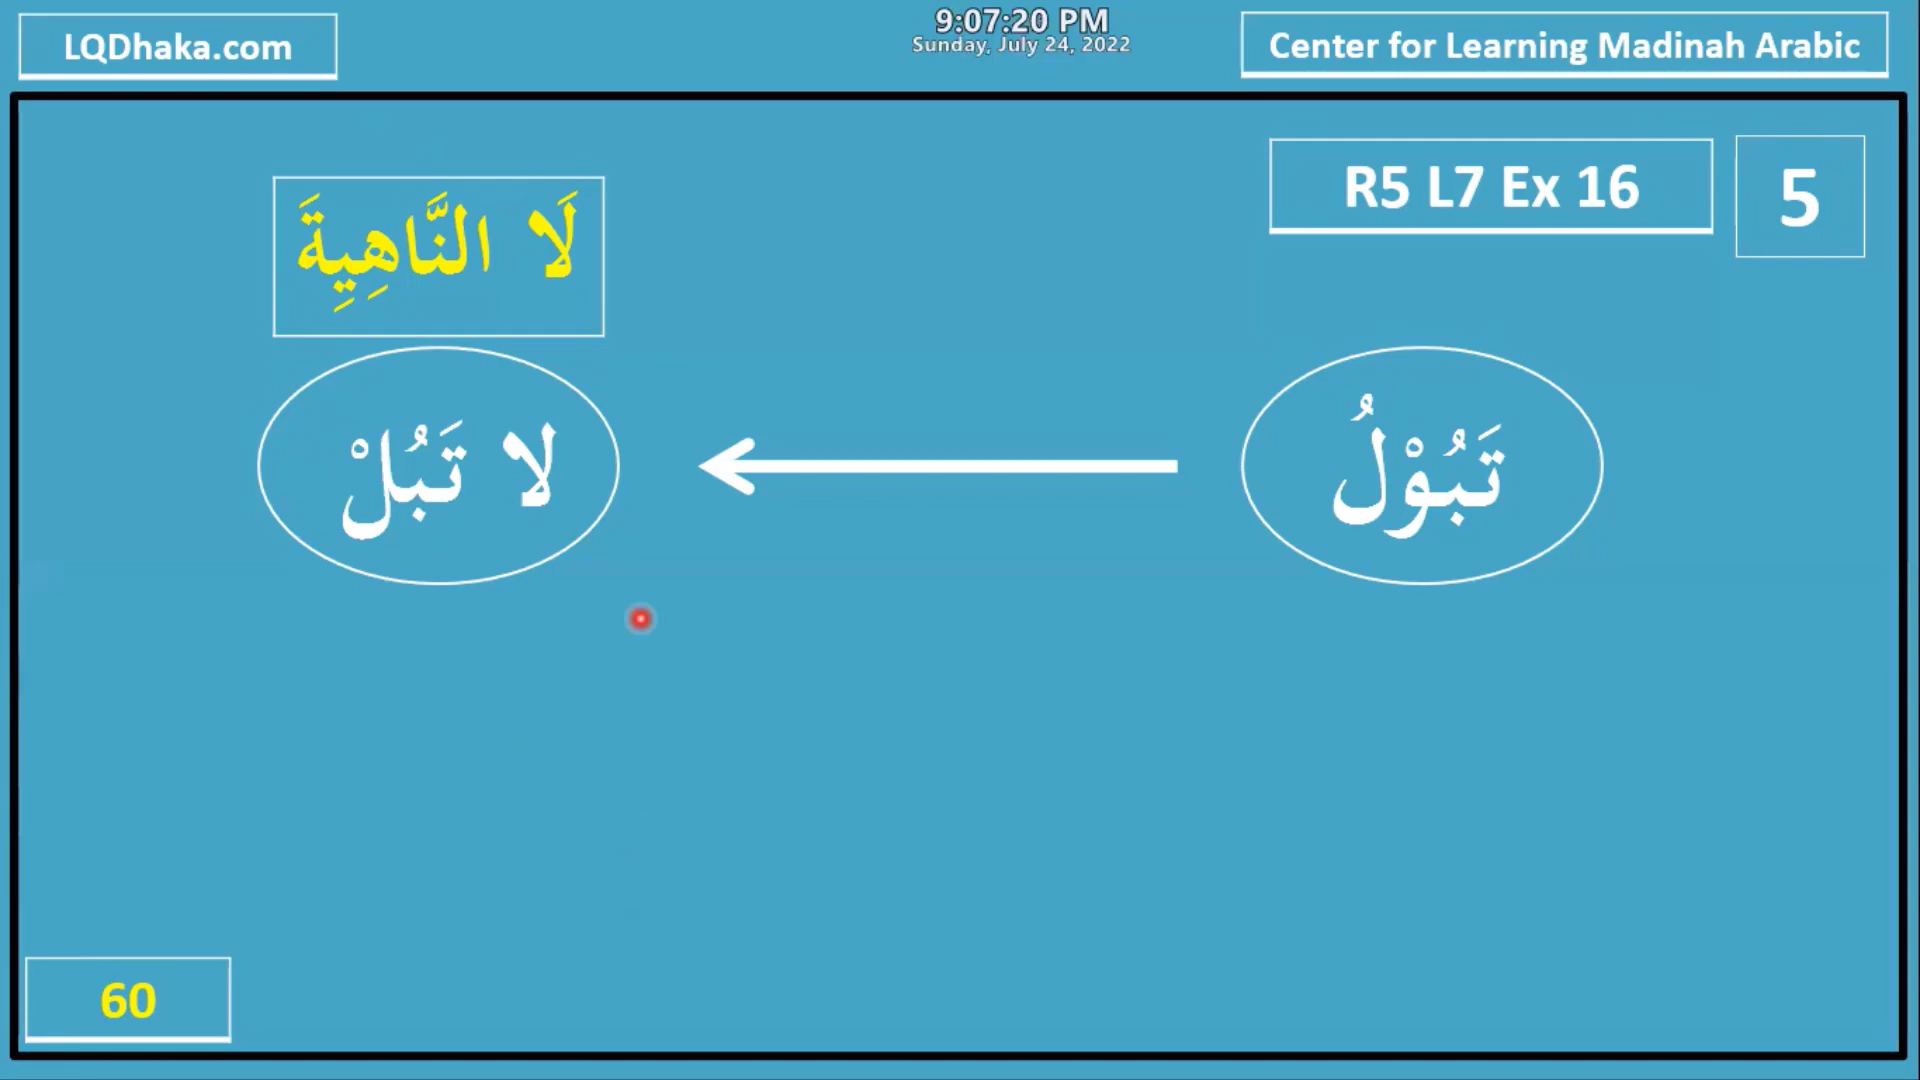 LQDhaka.com
9:07:20 PM
Sunday, July 24, 2022
Center for Learning Madinah Arabic
R5 L7 Ex 16
5
لَا النَّاهِيِةَ
تَبُوْلُ
لا تَبُلْ
60